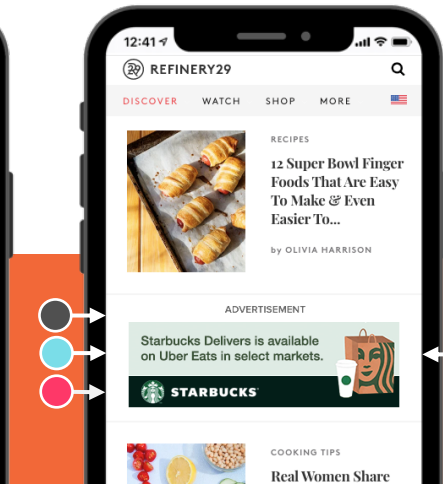 12:41
29 REFINERY29
DISCOVER WATCH SHOP MORE
RECIPES
12 Super Bowl Finger
Foods That Are Easy
To Make & Even
Easier To...
by OLIVIA HARRISON
ADVERTISEMENT
Starbucks Delivers is available
on Uber Eats in select markets.
STARBUCKS
COOKING TIPS
Real Women Share